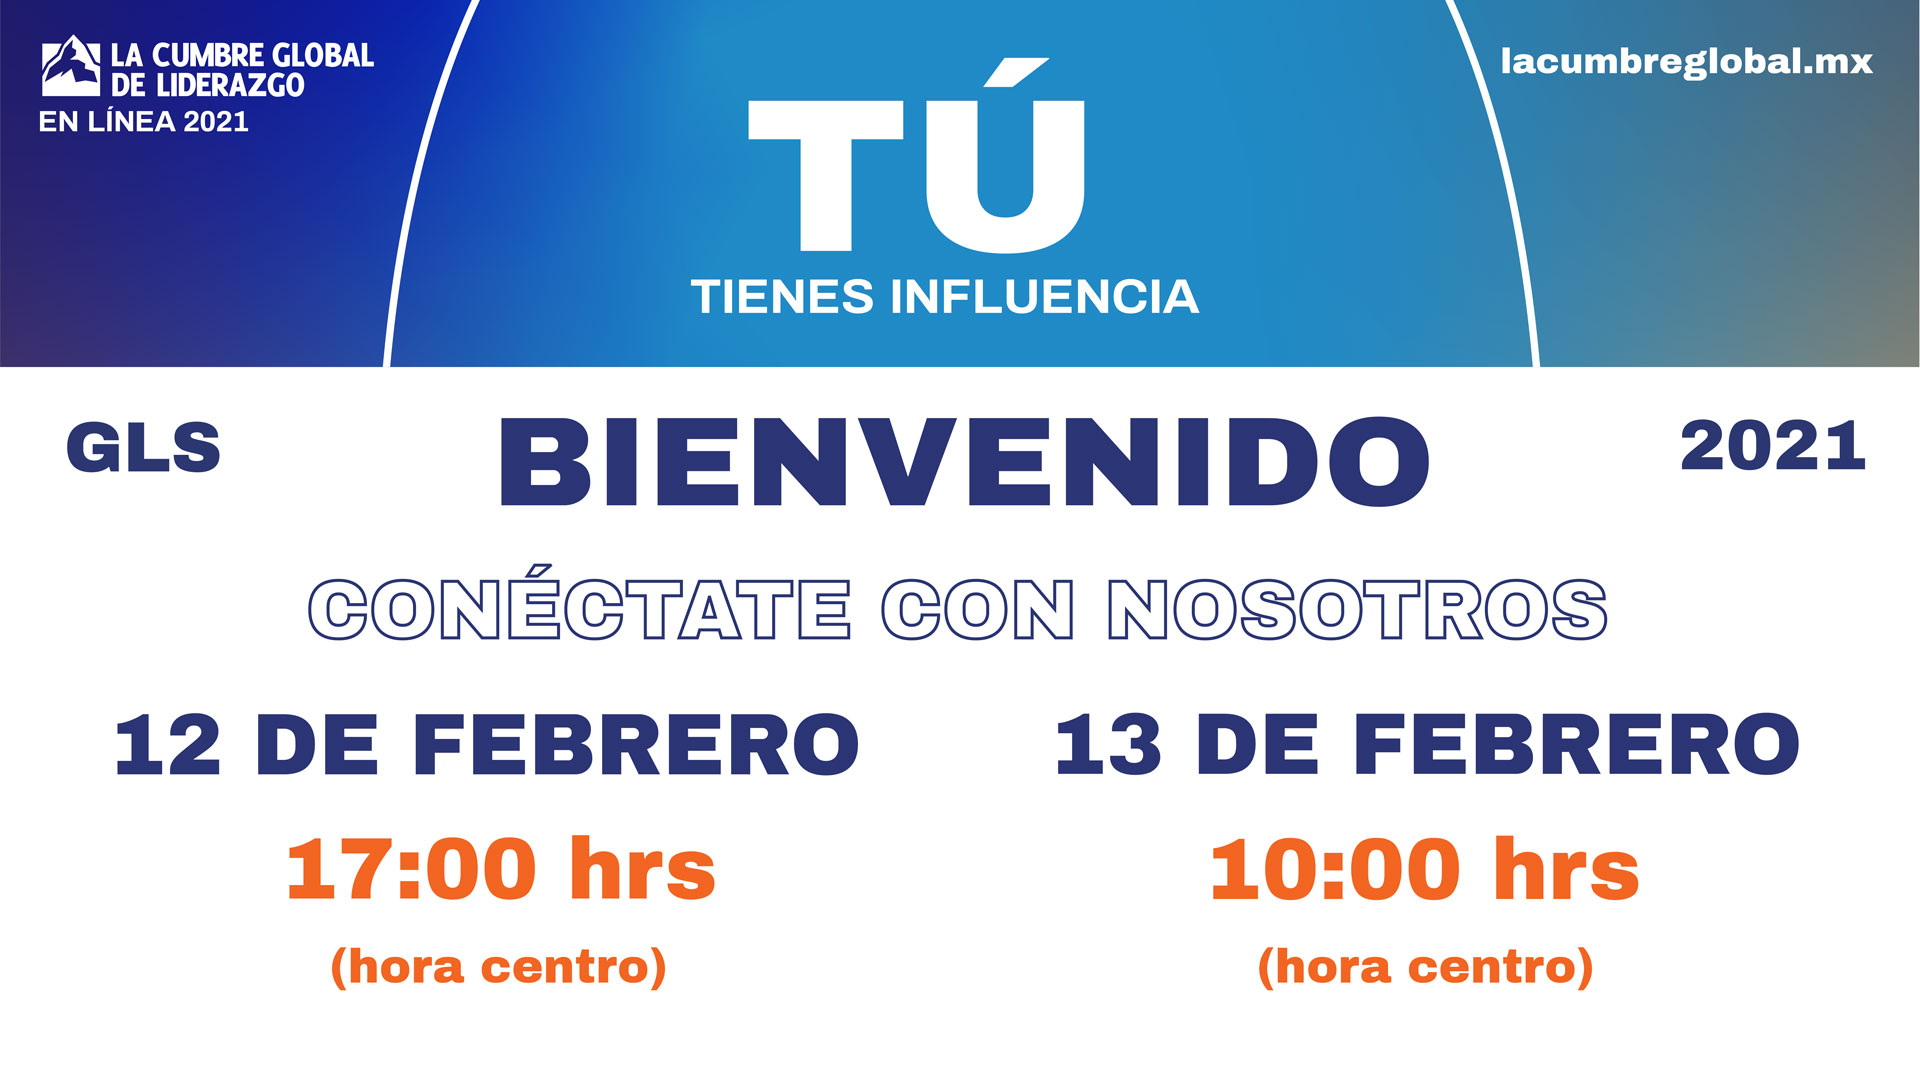 LA CUMBRE GLOBAL
DE LIDERAZGO
EN LÍNEA 2021
lacumbreglobal.mx
TÚ
TIENES INFLUENCIA
GLS
BIENVENIDO
2021
CONÉCTATE CON NOSOTROS
12 DE FEBRERO
17:00 hrs
(hora centro)
13 DE FEBRERO
10:00 hrs
(hora centro)